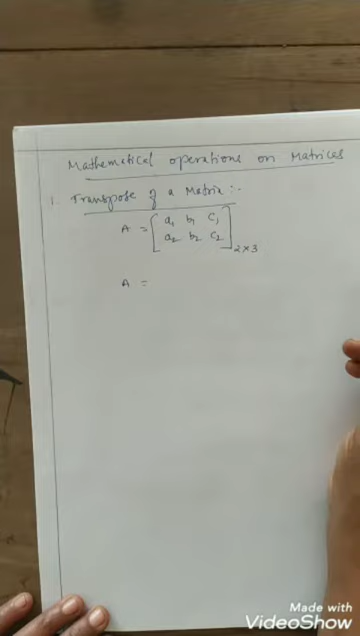 Mathematical operations on Matrices
1. Transpose of a Matrix :-
A = [a₁ b₁ c₁
a₂ b₂ c₂]₂×₃
A =
Made with
VideoShow